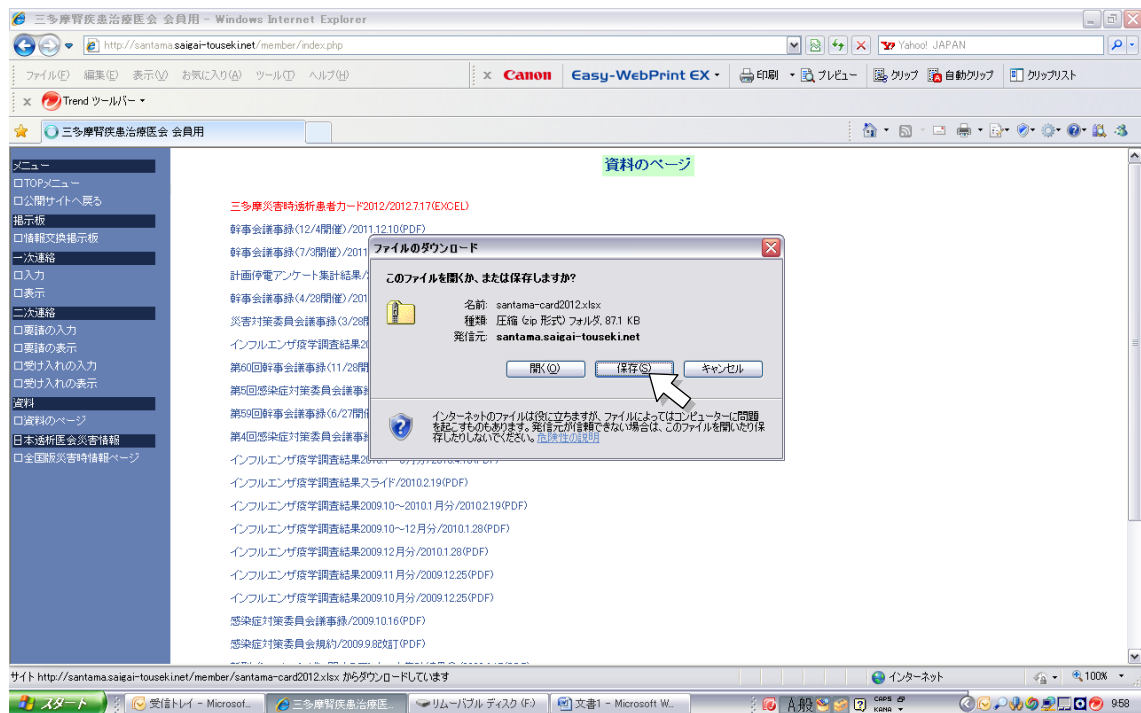 三多摩腎疾患治療医会 会員用 - Windows Internet Explorer
http://santama.saigai-touseki.net/member/index.php
Yahoo! JAPAN
ファイル(F) 編集(E) 表示(V) お気に入り(A) ツール(T) ヘルプ(H)
x Canon Easy-WebPrint EX 印刷 プレビュー クリップ 自動クリップ クリップリスト
x Trend ツールバー
三多摩腎疾患治療医会 会員用
メニュー
□TOPメニュー
□公開サイトへ戻る
掲示板
□情報交換掲示板
一次連絡
□入力
□表示
二次連絡
□要請の入力
□要請の表示
□受け入れの入力
□受け入れの表示
資料
□資料のページ
日本透析医会災害情報
□全国版災害時情報ページ
資料のページ
三多摩災害時透析患者カード2012/2012.7.17(EXCEL)
幹事会議事録(12/4開催)/2011.12.10(PDF)
幹事会議事録(7/3開催)/2011
計画停電アンケート集計結果/
幹事会議事録(4/28開催)/201
災害対策委員会議事録(3/28
インフルエンザ疫学調査結果2
第60回幹事会議事録(11/28開
第5回感染症対策委員会議事
第59回幹事会議事録(6/27開
第4回感染症対策委員会議事
インフルエンザ疫学調査結果
インフルエンザ疫学調査結果スライド/2010.2.19(PDF)
インフルエンザ疫学調査結果2009.10～2010.1月分/2010.2.19(PDF)
インフルエンザ疫学調査結果2009.10～12月分/2010.1.28(PDF)
インフルエンザ疫学調査結果2009.12月分/2010.1.28(PDF)
インフルエンザ疫学調査結果2009.11月分/2009.12.25(PDF)
インフルエンザ疫学調査結果2009.10月分/2009.12.25(PDF)
感染症対策委員会議事録/2009.10.16(PDF)
感染症対策委員会規約/2009.9.8改訂(PDF)
ファイルのダウンロード
このファイルを開くか、または保存しますか?
名前: santama-card2012.xlsx
種類: 圧縮 (zip 形式) フォルダ, 87.1 KB
発信元: santama.saigai-touseki.net
開く(O) 保存(S) キャンセル
インターネットのファイルは役に立ちますが、ファイルによってはコンピューターに問題
を起こすものもあります。発信元が信頼できない場合は、このファイルを開いたり保
存したりしないでください。危険性の説明
サイト http://santama.saigai-touseki.net/member/santama-card2012.xlsx からダウンロードしています
インターネット
100%
スタート
受信トレイ - Microsof...
三多摩腎疾患治療医...
リムーバブル ディスク (F:)
文書1 - Microsoft W...
A 般
CAPS
KANA
9:58